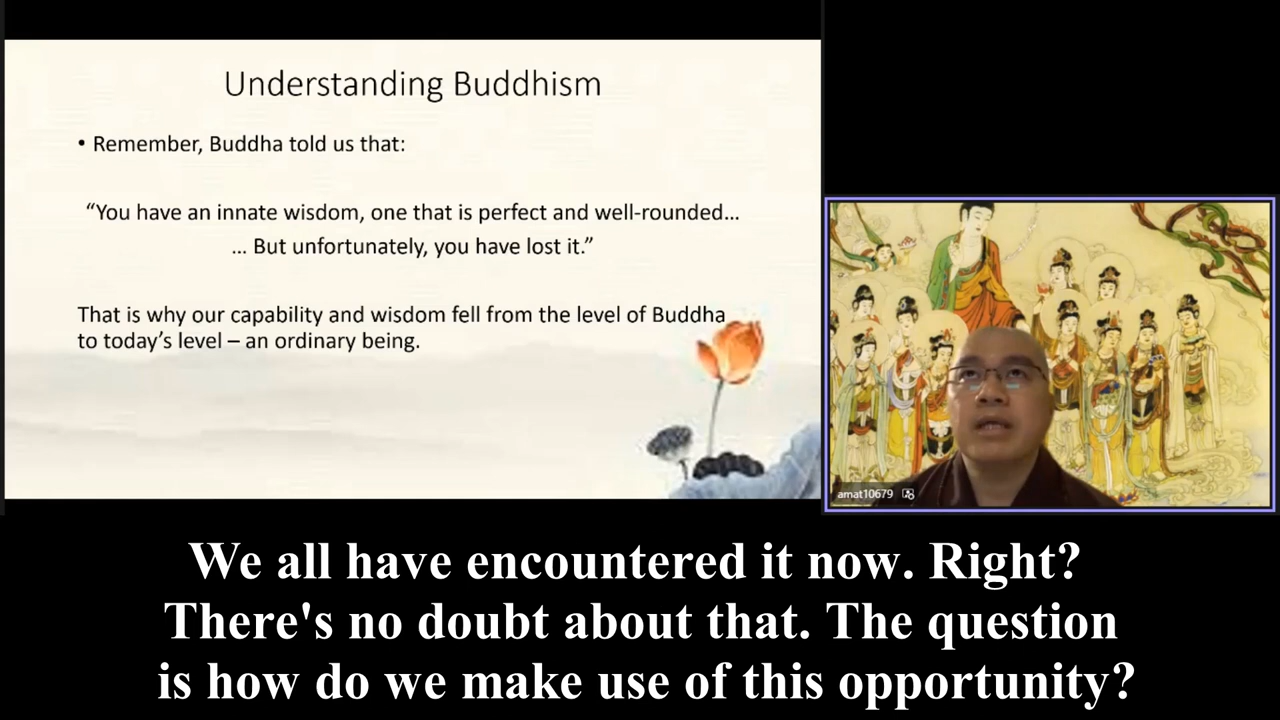 Understanding Buddhism
• Remember, Buddha told us that:
“You have an innate wisdom, one that is perfect and well-rounded…
… But unfortunately, you have lost it.”
That is why our capability and wisdom fell from the level of Buddha
to today’s level – an ordinary being.
amat10679
We all have encountered it now. Right?
There's no doubt about that. The question
is how do we make use of this opportunity?